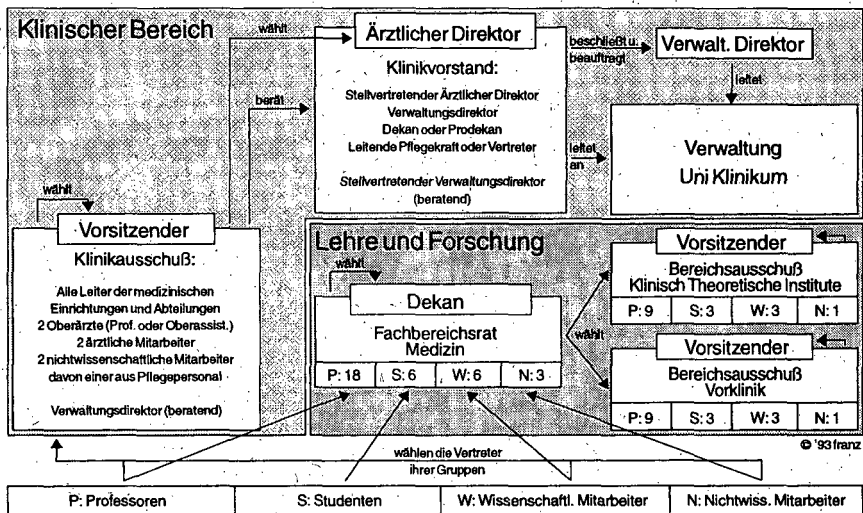 Klinischer Bereich
wählt
Ärztlicher Direktor
Klinikvorstand:
Stellvertretender Ärztlicher Direktor
Verwaltungsdirektor
Dekan oder Prodekan
Leitende Pflegekraft oder Vertreter
Stellvertretender Verwaltungsdirektor
(beratend)
beschließt u.
beauftragt
Verwalt. Direktor
leitet
leitet
an
Verwaltung
Uni Klinikum
berät
wählt
Vorsitzender
Klinikausschuß:
Alle Leiter der medizinischen
Einrichtungen und Abteilungen
2 Oberärzte (Prof. oder Oberassist.)
2 ärztliche Mitarbeiter
2 nichtwissenschaftliche Mitarbeiter
davon einer aus Pflegepersonal
Verwaltungsdirektor (beratend)
Lehre und Forschung
wählt
Dekan
Fachbereichsrat
Medizin
P: 18 S: 6 W: 6 N: 3
wählt
Vorsitzender
Bereichsausschuß
Klinisch Theoretische Institute
P: 9 S: 3 W: 3 N: 1
Vorsitzender
Bereichsausschuß
Vorklinik
P: 9 S: 3 W: 3 N: 1
© '93 franz
wählen die Vertreter
ihrer Gruppen
P: Professoren S: Studenten W: Wissenschaftl. Mitarbeiter N: Nichtwiss. Mitarbeiter